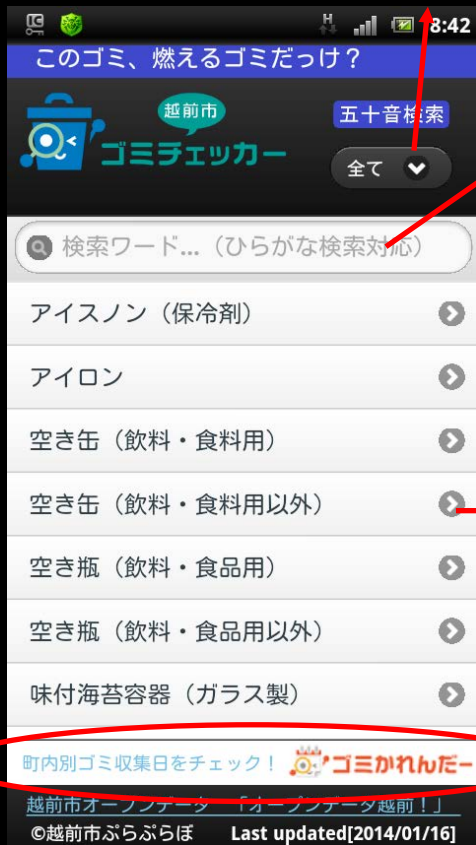 H 8:42
このゴミ、燃えるゴミだっけ？
越前市
ゴミチェッカー
五十音検索
全て
検索ワード...（ひらがな検索対応）
アイスノン（保冷剤）
アイロン
空き缶（飲料・食料用）
空き缶（飲料・食料用以外）
空き瓶（飲料・食品用）
空き瓶（飲料・食品用以外）
味付海苔容器（ガラス製）
町内別ゴミ収集日をチェック！ ゴミかれんだー
越前市オープンデータ 「オープンデータ越前！」
©越前市ぷらぷらぼ Last updated[2014/01/16]